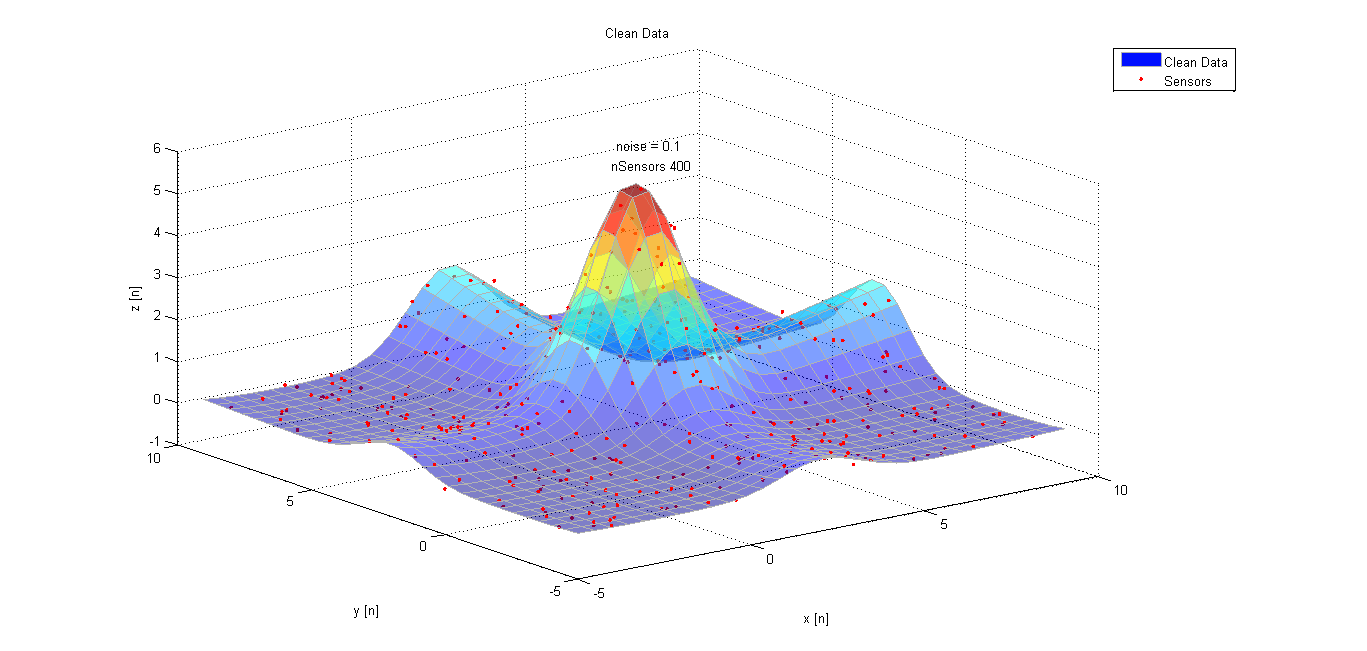 Clean Data
Clean Data
Sensors
noise = 0.1
nSensors 400
6
5
4
3
2
1
0
-1
z [n]
10
5
0
-5
y [n]
-5
0
5
10
x [n]